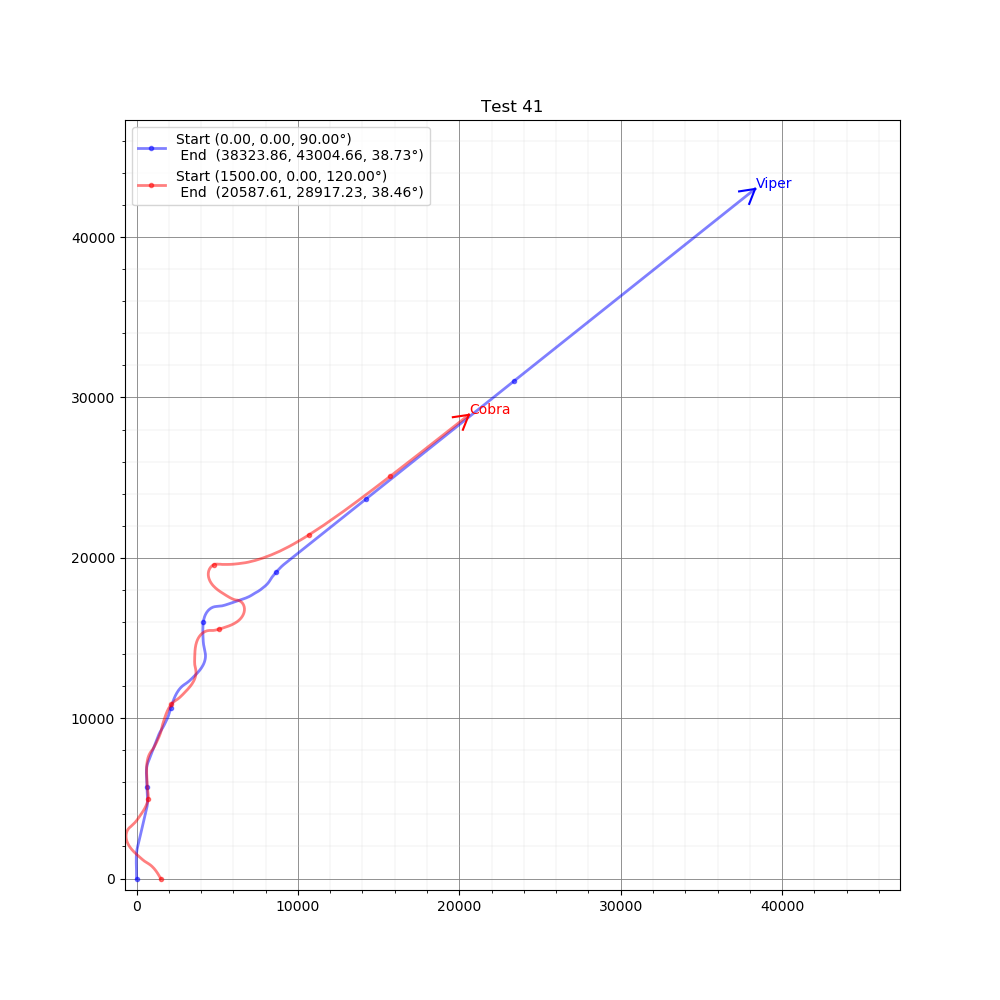 Test 41
Start (0.00, 0.00, 90.00°)
End  (38323.86, 43004.66, 38.73°)
Start (1500.00, 0.00, 120.00°)
End  (20587.61, 28917.23, 38.46°)
Viper
Cobra
40000
30000
20000
10000
0
0 10000 20000 30000 40000